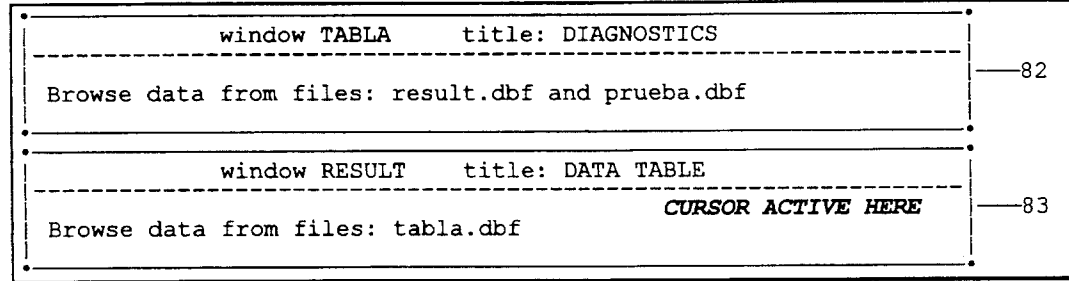 window TABLA title: DIAGNOSTICS
82
Browse data from files: result.dbf and prueba.dbf
window RESULT title: DATA TABLE
CURSOR ACTIVE HERE
83
Browse data from files: tabla.dbf